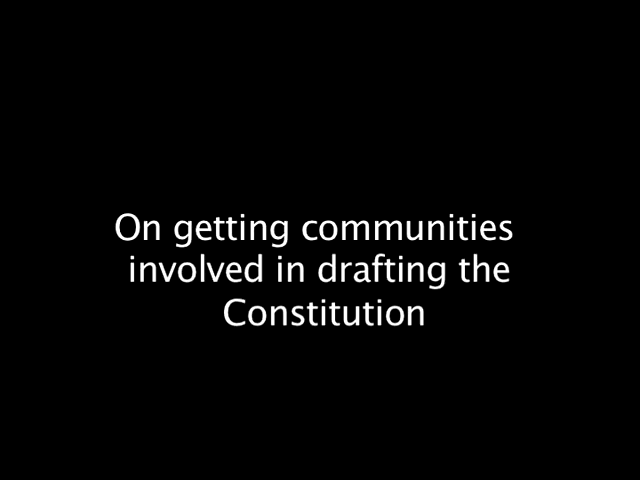 On getting communities
involved in drafting the
Constitution